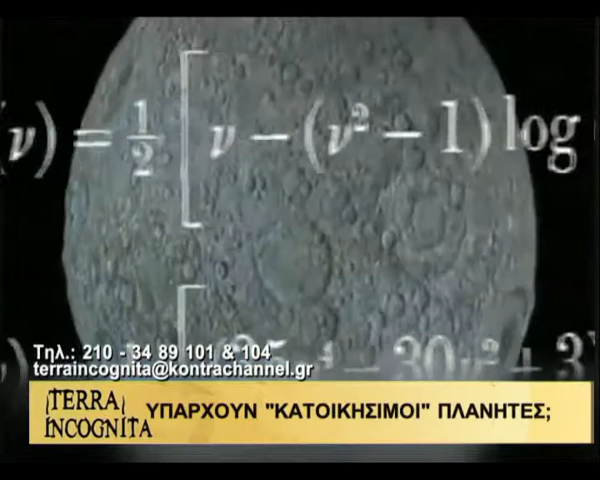 (ν) = 1/2 [ ν − (ν² − 1) log
Τηλ.: 210 - 34 89 101 & 104
terraincognita@kontrachannel.gr
TERRA
INCOGNITA
ΥΠΑΡΧΟΥΝ "ΚΑΤΟΙΚΗΣΙΜΟΙ" ΠΛΑΝΗΤΕΣ;